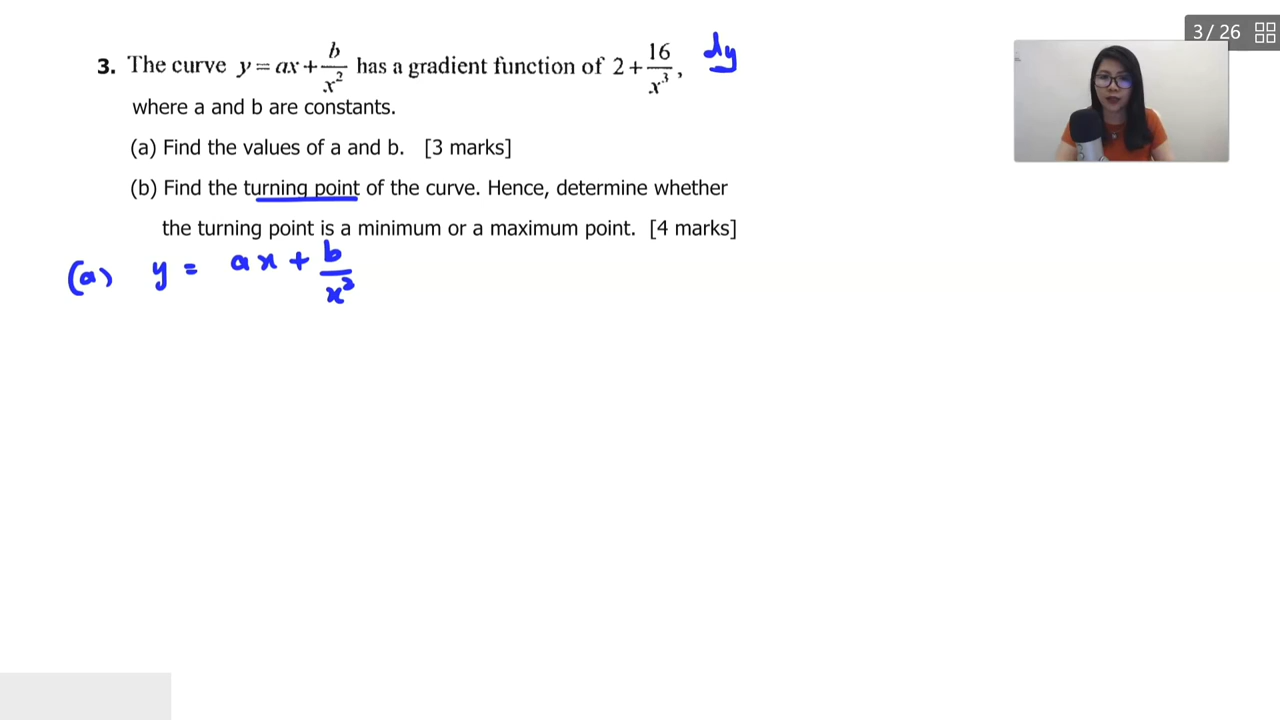 3 / 26
3. The curve y = ax + b/x² has a gradient function of 2 + 16/x³, dy
where a and b are constants.
(a) Find the values of a and b. [3 marks]
(b) Find the turning point of the curve. Hence, determine whether
the turning point is a minimum or a maximum point. [4 marks]
(a) y = ax + b/x²